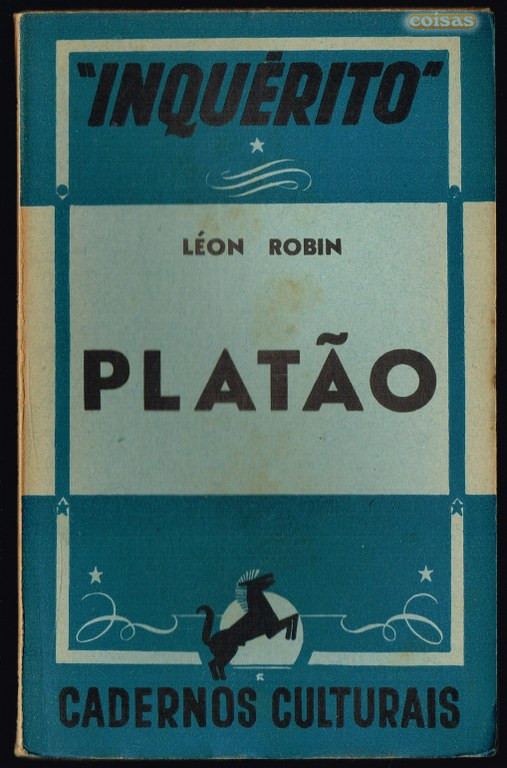 coisas
"INQUÉRITO"
LÉON ROBIN
PLATÃO
CADERNOS CULTURAIS